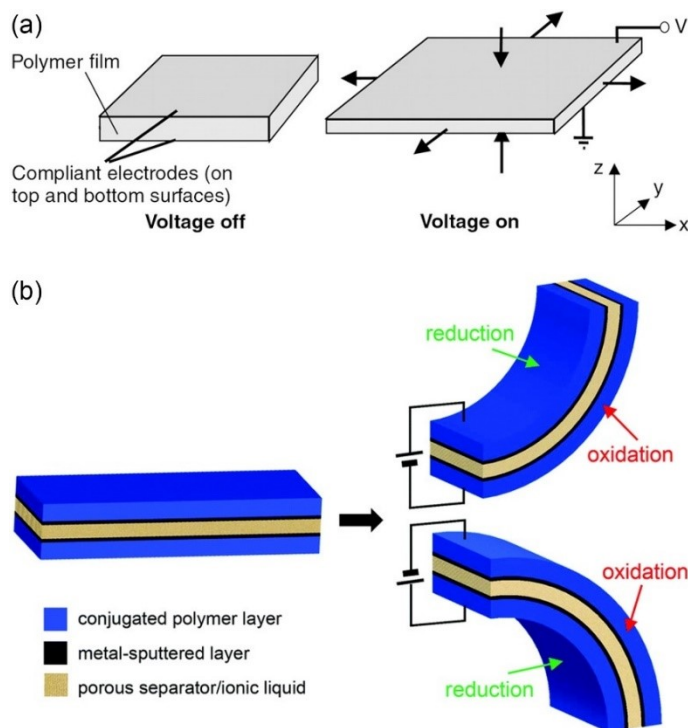 (a)
Polymer film
Compliant electrodes (on
top and bottom surfaces)
Voltage off
Voltage on
V
z
y
x
(b)
reduction
oxidation
oxidation
reduction
conjugated polymer layer
metal-sputtered layer
porous separator/ionic liquid